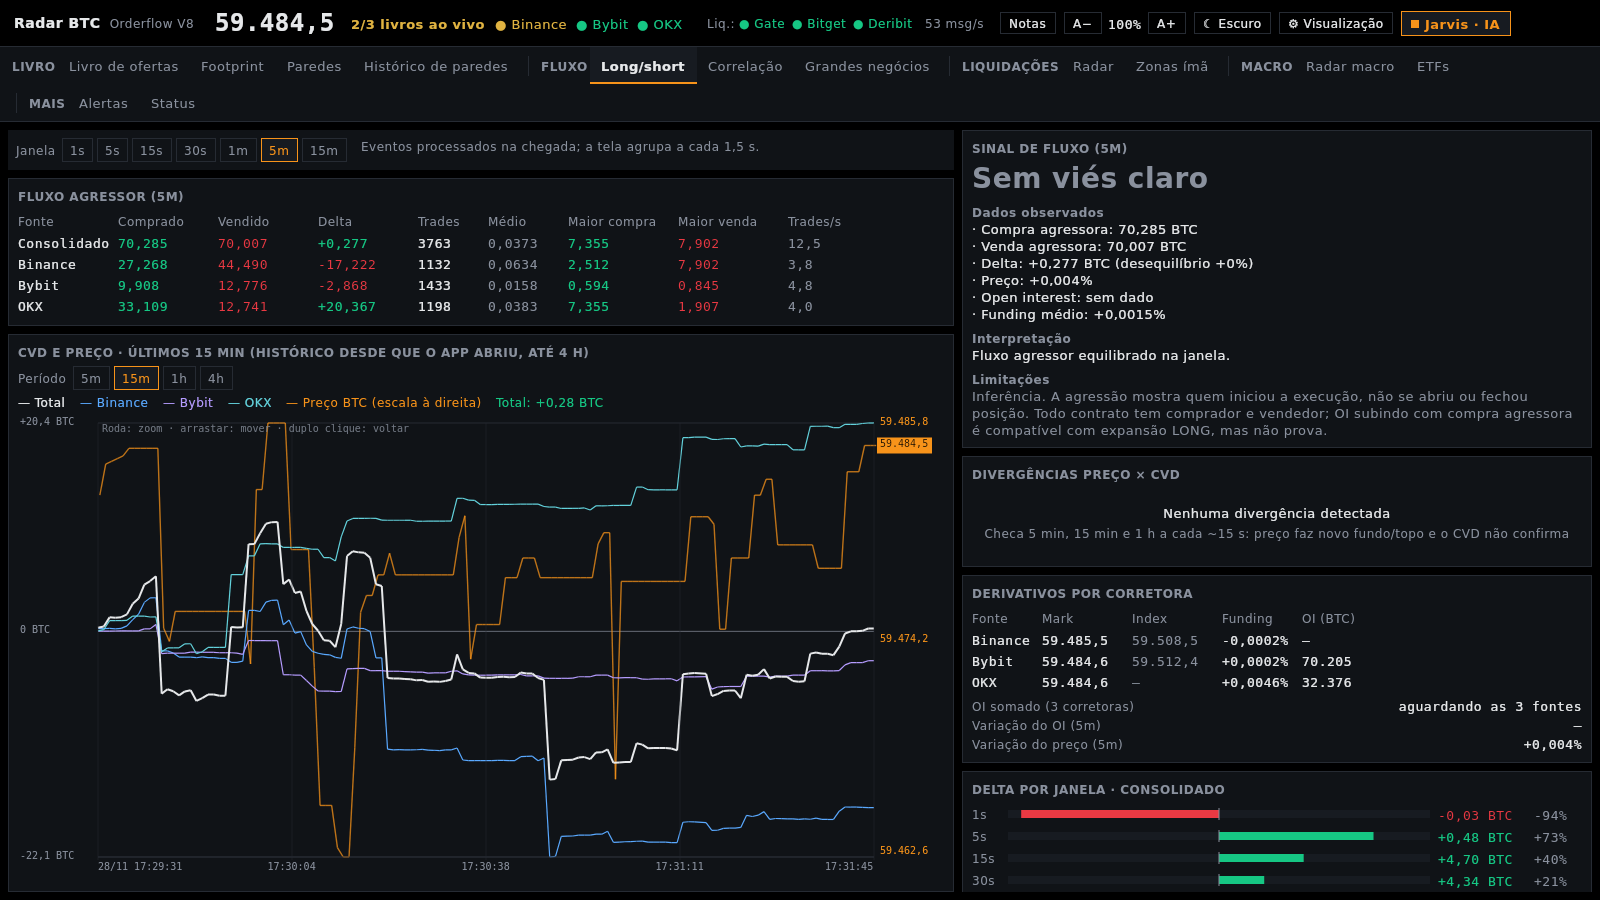 Radar BTC Orderflow V8 59.484,5 2/3 livros ao vivo ● Binance ● Bybit ● OKX Liq.: ● Gate ● Bitget ● Deribit 53 msg/s Notas A− 100% A+ ☾ Escuro ⚙ Visualização ■ Jarvis · IA
LIVRO Livro de ofertas Footprint Paredes Histórico de paredes FLUXO Long/short Correlação Grandes negócios LIQUIDAÇÕES Radar Zonas ímã MACRO Radar macro ETFs
MAIS Alertas Status
Janela 1s 5s 15s 30s 1m 5m 15m Eventos processados na chegada; a tela agrupa a cada 1,5 s.
FLUXO AGRESSOR (5M)
Fonte Comprado Vendido Delta Trades Médio Maior compra Maior venda Trades/s
Consolidado 70,285 70,007 +0,277 3763 0,0373 7,355 7,902 12,5
Binance 27,268 44,490 -17,222 1132 0,0634 2,512 7,902 3,8
Bybit 9,908 12,776 -2,868 1433 0,0158 0,594 0,845 4,8
OKX 33,109 12,741 +20,367 1198 0,0383 7,355 1,907 4,0
CVD E PREÇO · ÚLTIMOS 15 MIN (HISTÓRICO DESDE QUE O APP ABRIU, ATÉ 4 H)
Período 5m 15m 1h 4h
— Total — Binance — Bybit — OKX — Preço BTC (escala à direita) Total: +0,28 BTC
+20,4 BTC 59.485,8
Roda: zoom · arrastar: mover · duplo clique: voltar
59.484,5
0 BTC
59.474,2
-22,1 BTC 59.462,6
28/11 17:29:31 17:30:04 17:30:38 17:31:11 17:31:45
SINAL DE FLUXO (5M)
Sem viés claro
Dados observados
· Compra agressora: 70,285 BTC
· Venda agressora: 70,007 BTC
· Delta: +0,277 BTC (desequilíbrio +0%)
· Preço: +0,004%
· Open interest: sem dado
· Funding médio: +0,0015%
Interpretação
Fluxo agressor equilibrado na janela.
Limitações
Inferência. A agressão mostra quem iniciou a execução, não se abriu ou fechou
posição. Todo contrato tem comprador e vendedor; OI subindo com compra agressora
é compatível com expansão LONG, mas não prova.
DIVERGÊNCIAS PREÇO × CVD
Nenhuma divergência detectada
Checa 5 min, 15 min e 1 h a cada ~15 s: preço faz novo fundo/topo e o CVD não confirma
DERIVATIVOS POR CORRETORA
Fonte Mark Index Funding OI (BTC)
Binance 59.485,5 59.508,5 -0,0002% —
Bybit 59.484,6 59.512,4 +0,0002% 70.205
OKX 59.484,6 — +0,0046% 32.376
OI somado (3 corretoras) aguardando as 3 fontes
Variação do OI (5m) —
Variação do preço (5m) +0,004%
DELTA POR JANELA · CONSOLIDADO
1s -0,03 BTC -94%
5s +0,48 BTC +73%
15s +4,70 BTC +40%
30s +4,34 BTC +21%